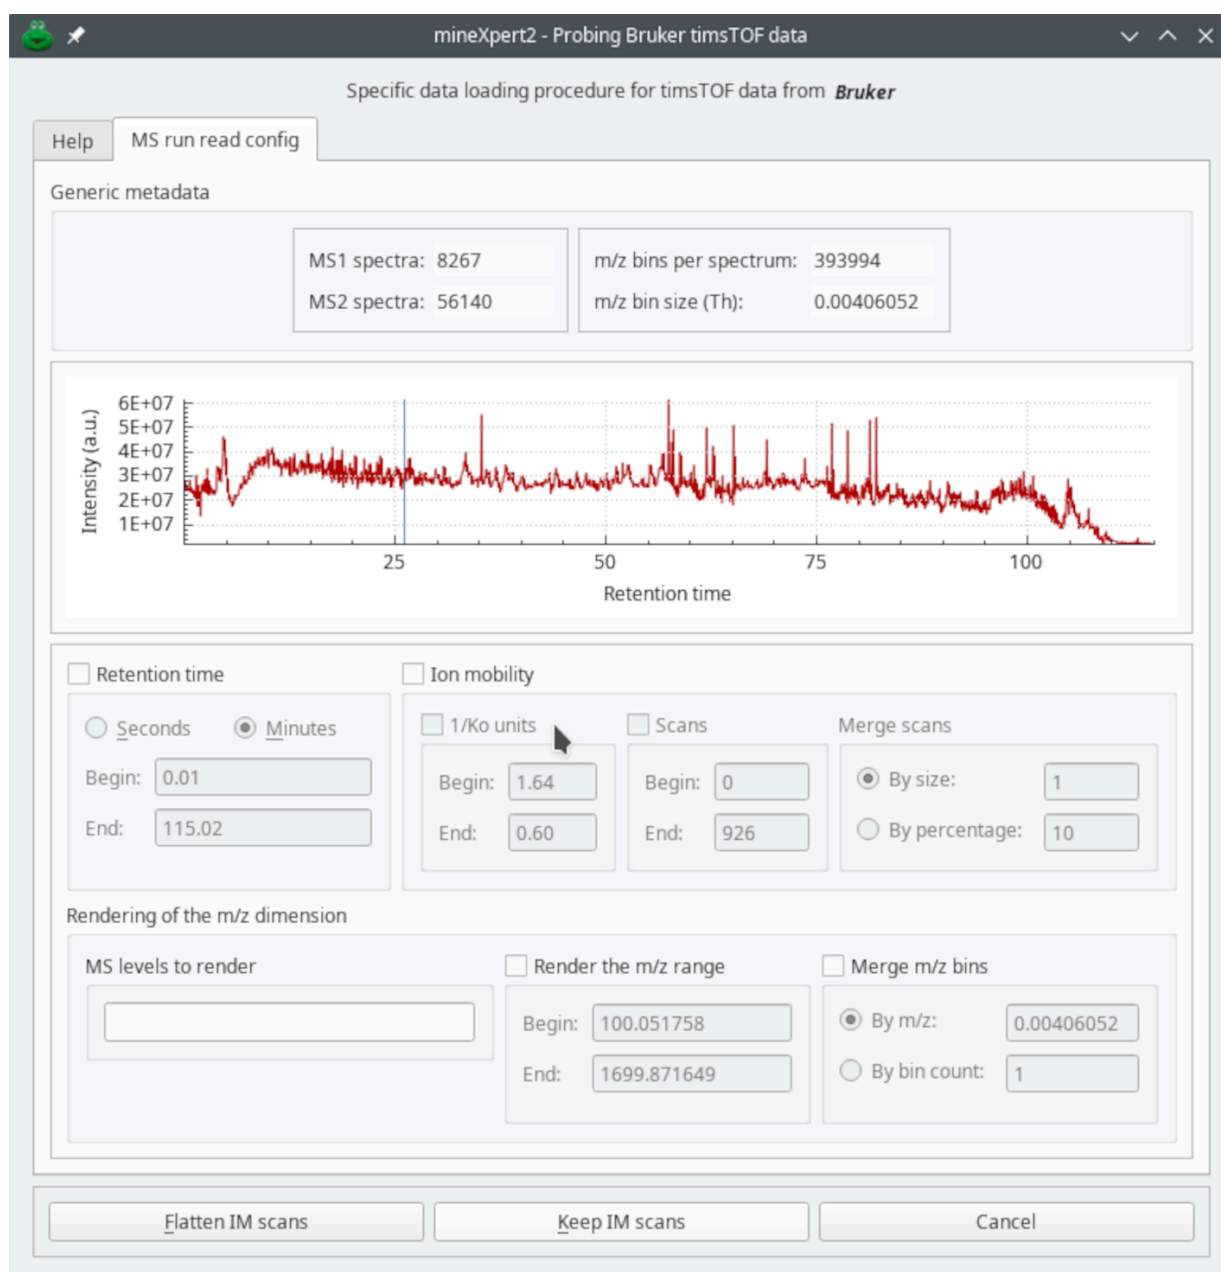 mineXpert2 - Probing Bruker timsTOF data
Specific data loading procedure for timsTOF data from Bruker
Help
MS run read config
Generic metadata
MS1 spectra: 8267
MS2 spectra: 56140
m/z bins per spectrum: 393994
m/z bin size (Th): 0.00406052
Intensity (a.u.)
6E+07
5E+07
4E+07
3E+07
2E+07
1E+07
25 50 75 100
Retention time
Retention time
Seconds Minutes
Begin: 0.01
End: 115.02
Ion mobility
1/Ko units
Begin: 1.64
End: 0.60
Scans
Begin: 0
End: 926
Merge scans
By size: 1
By percentage: 10
Rendering of the m/z dimension
MS levels to render
Render the m/z range
Begin: 100.051758
End: 1699.871649
Merge m/z bins
By m/z: 0.00406052
By bin count: 1
Flatten IM scans
Keep IM scans
Cancel